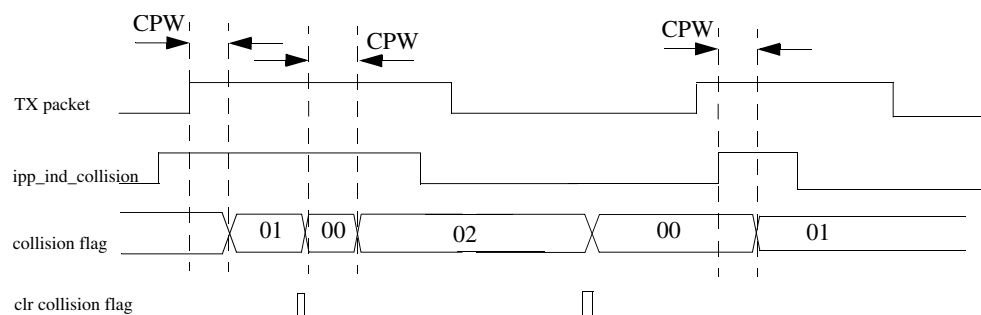 CPW
CPW
CPW
TX packet
ipp_ind_collision
collision flag
01
00
02
00
01
clr collision flag